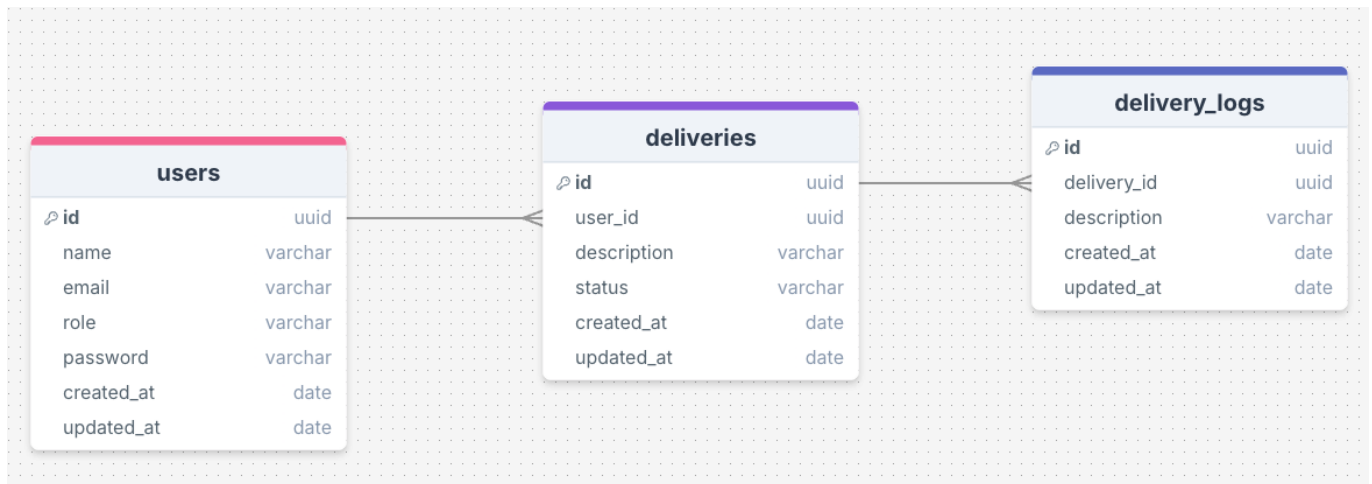 users
id uuid
name varchar
email varchar
role varchar
password varchar
created_at date
updated_at date
deliveries
id uuid
user_id uuid
description varchar
status varchar
created_at date
updated_at date
delivery_logs
id uuid
delivery_id uuid
description varchar
created_at date
updated_at date